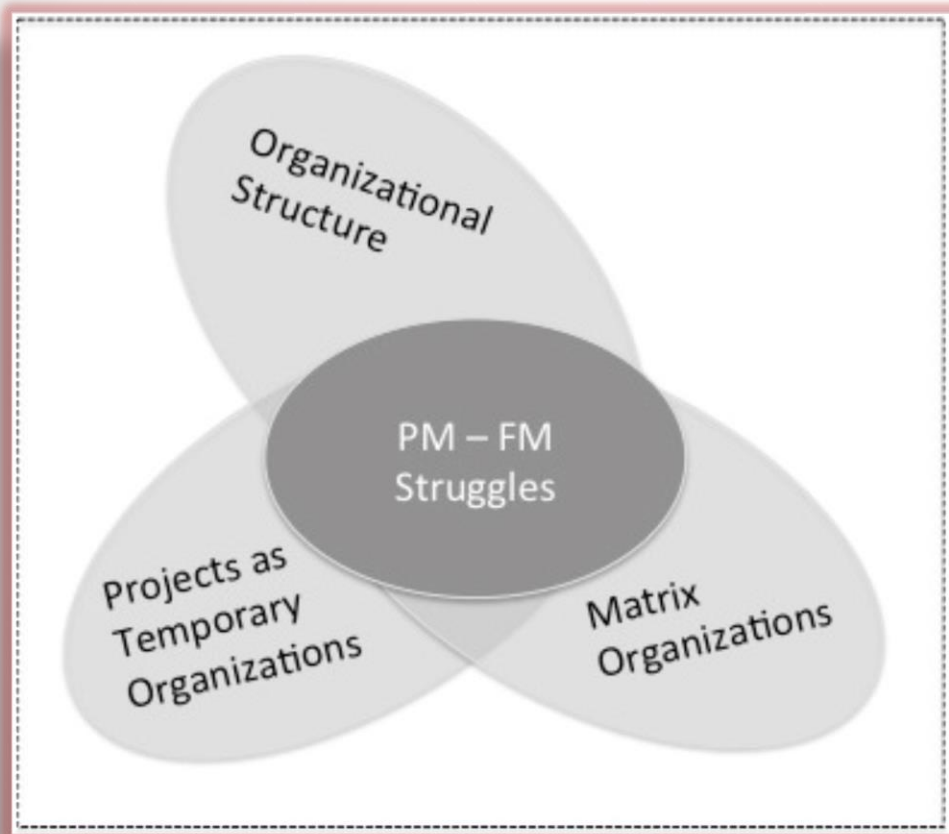 Organizational
Structure
PM – FM
Struggles
Projects as
Temporary
Organizations
Matrix
Organizations